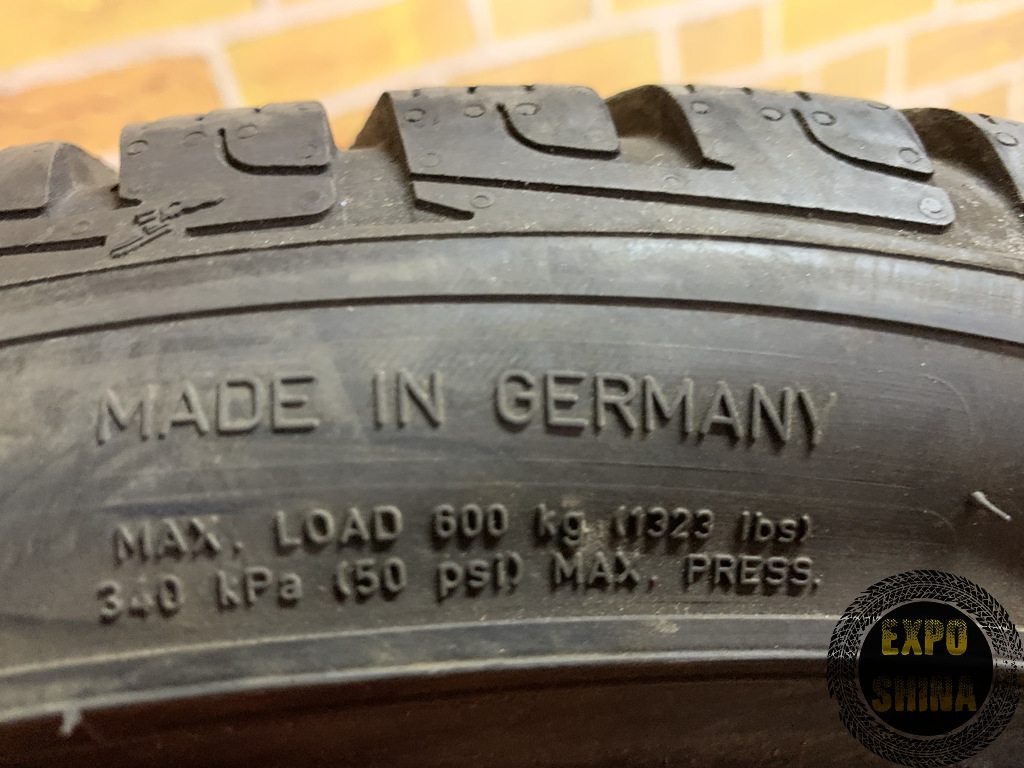 MADE IN GERMANY
MAX. LOAD 600 kg (1323 lbs)
340 kPa (50 psi) MAX. PRESS.
EXPO
SHINA